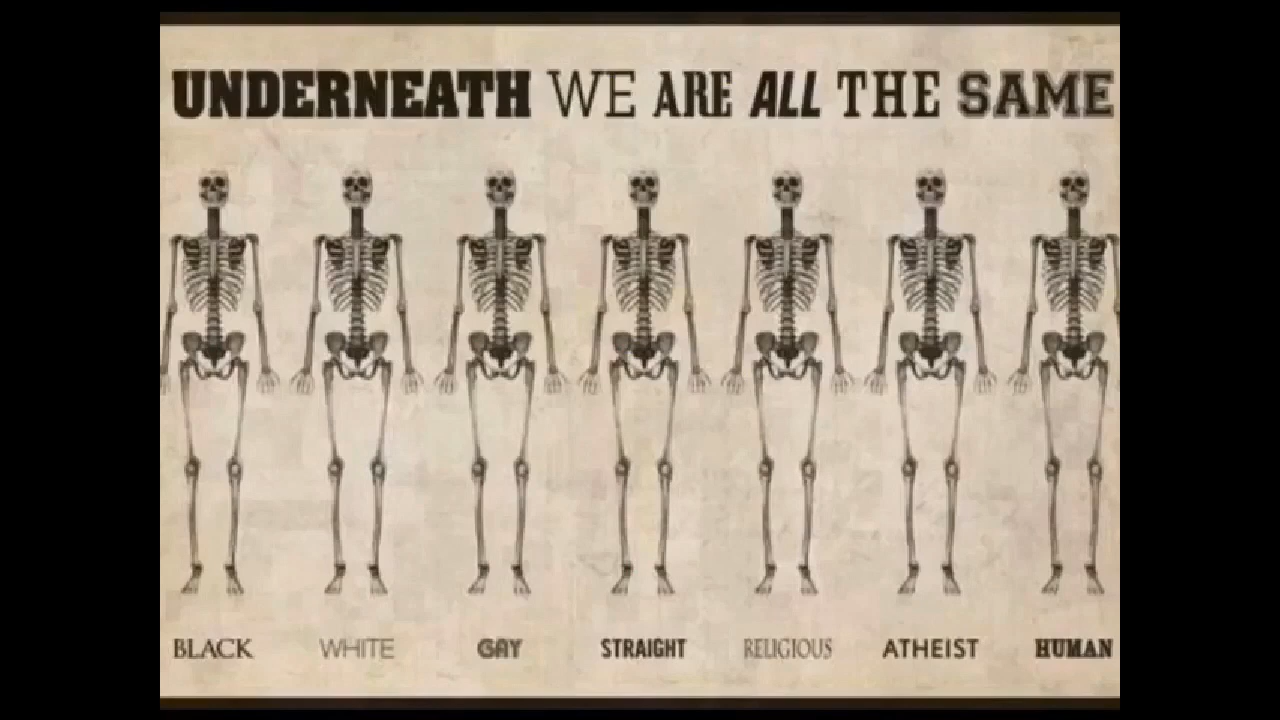 UNDERNEATH WE ARE ALL THE SAME
BLACK WHITE GAY STRAIGHT RELIGIOUS ATHEIST HUMAN